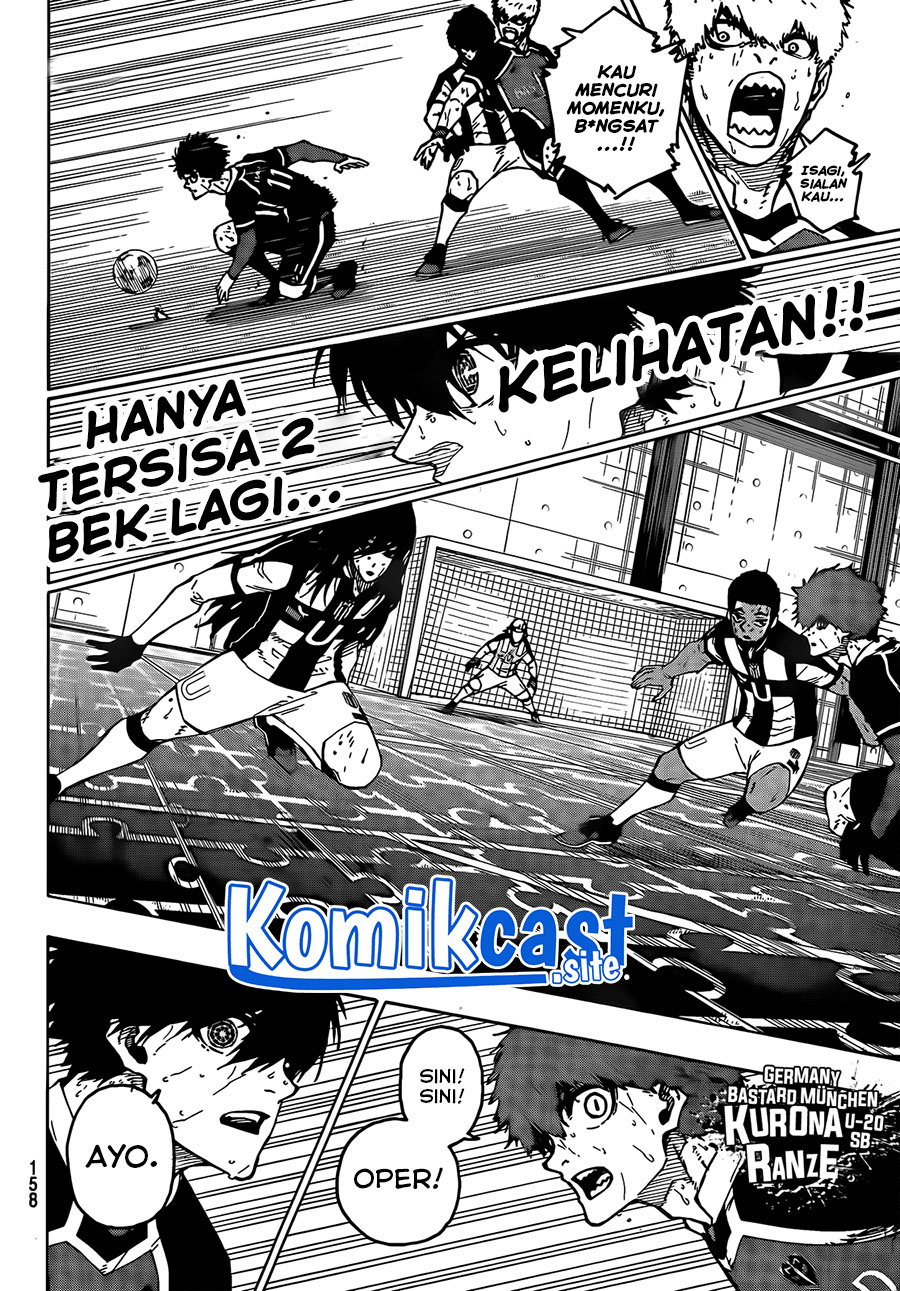 ISAGI,
SIALAN
KAU...
KAU
MENCURI
MOMENKU,
B*NGSAT
...!!
KELIHATAN!!
HANYA
TERSISA 2
BEK LAGI...
Komikcast
.site
GERMANY
BASTARD MÜNCHEN
KURONA U-20
SB
RANZE
SINI!
SINI!
OPER!
AYO.
158